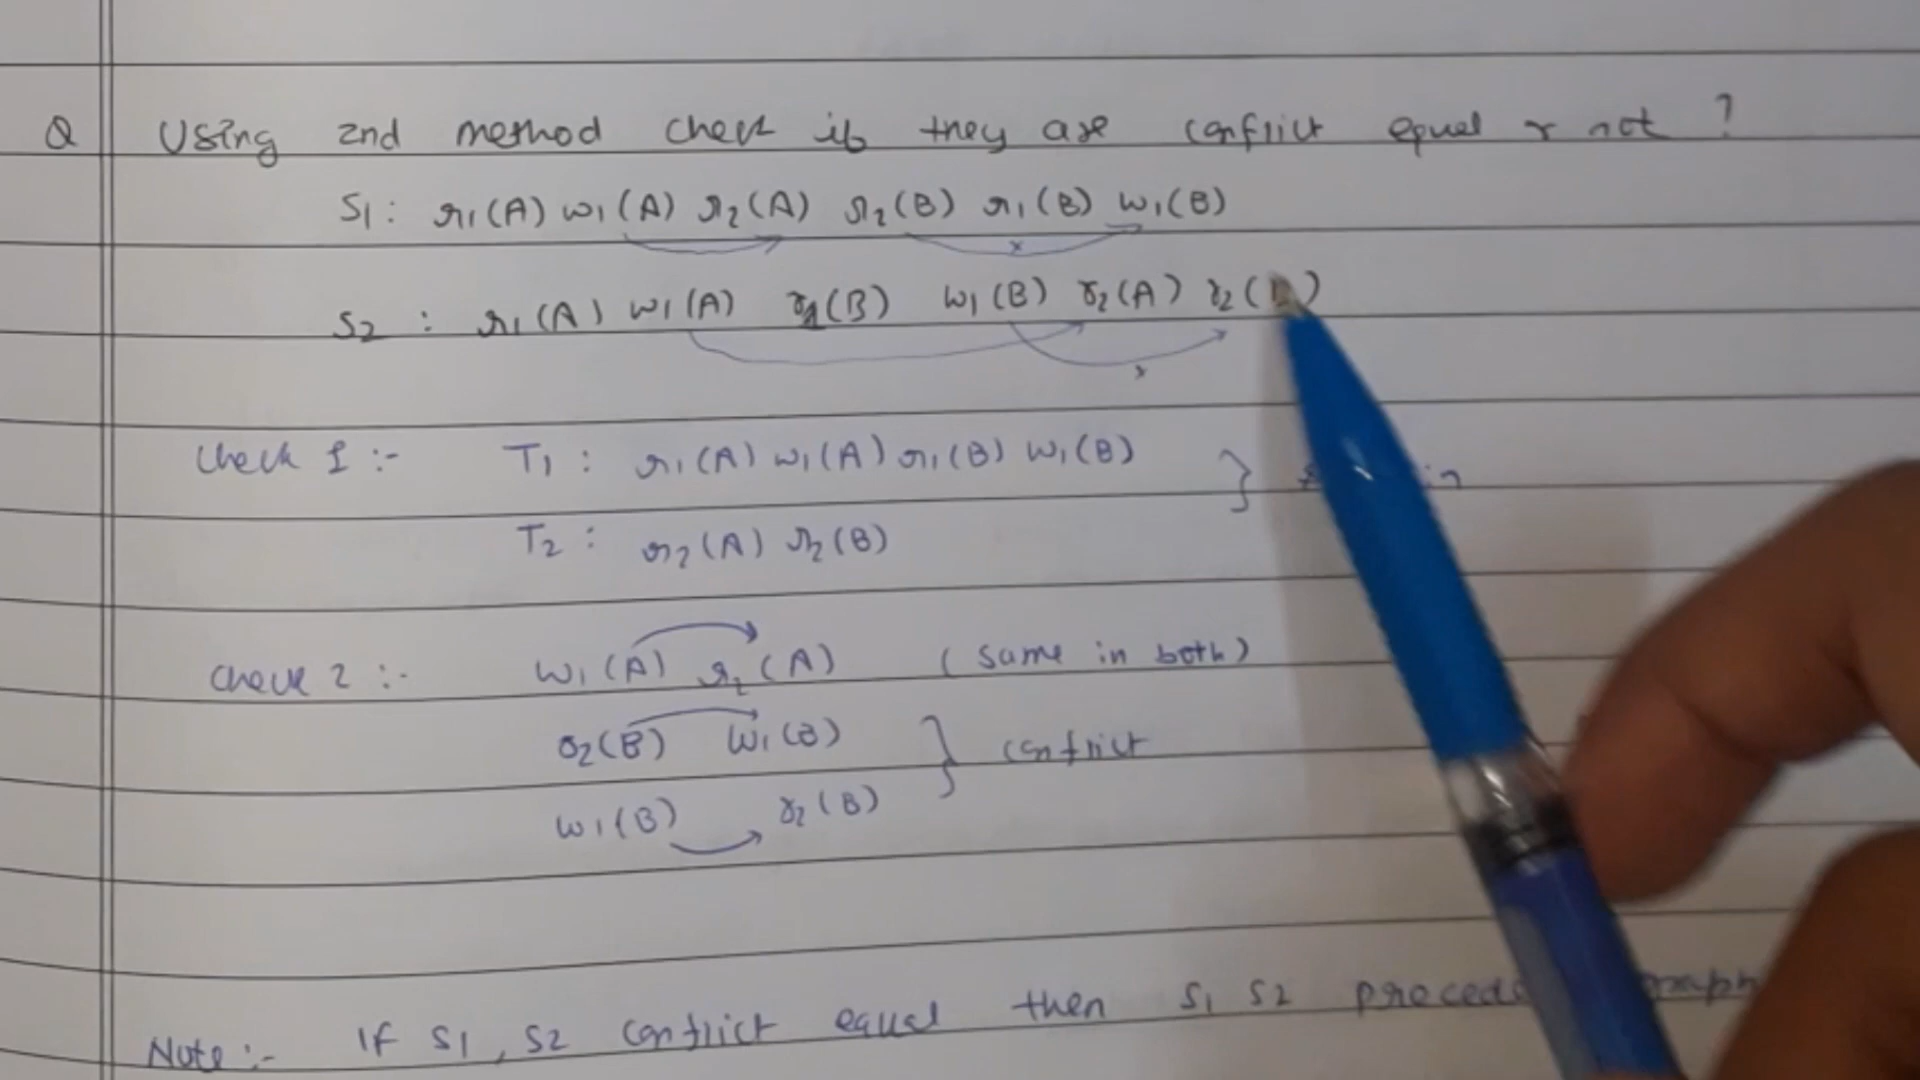 Q Using 2nd method check if they are conflict equal or not ?
S1 : r1(A) w1(A) r2(A) r2(B) r1(B) w1(B)
S2 : r1(A) w1(A) r1(B) w1(B) r2(A) r2(
Check 1 :- T1 : r1(A) w1(A) r1(B) w1(B)
T2 : r2(A) r2(B)
Check 2 :- w1(A) r2(A) (same in both)
r2(B) w1(B) } conflict
w1(B) r2(B)
Note :- If S1, S2 conflict equal then S1 S2